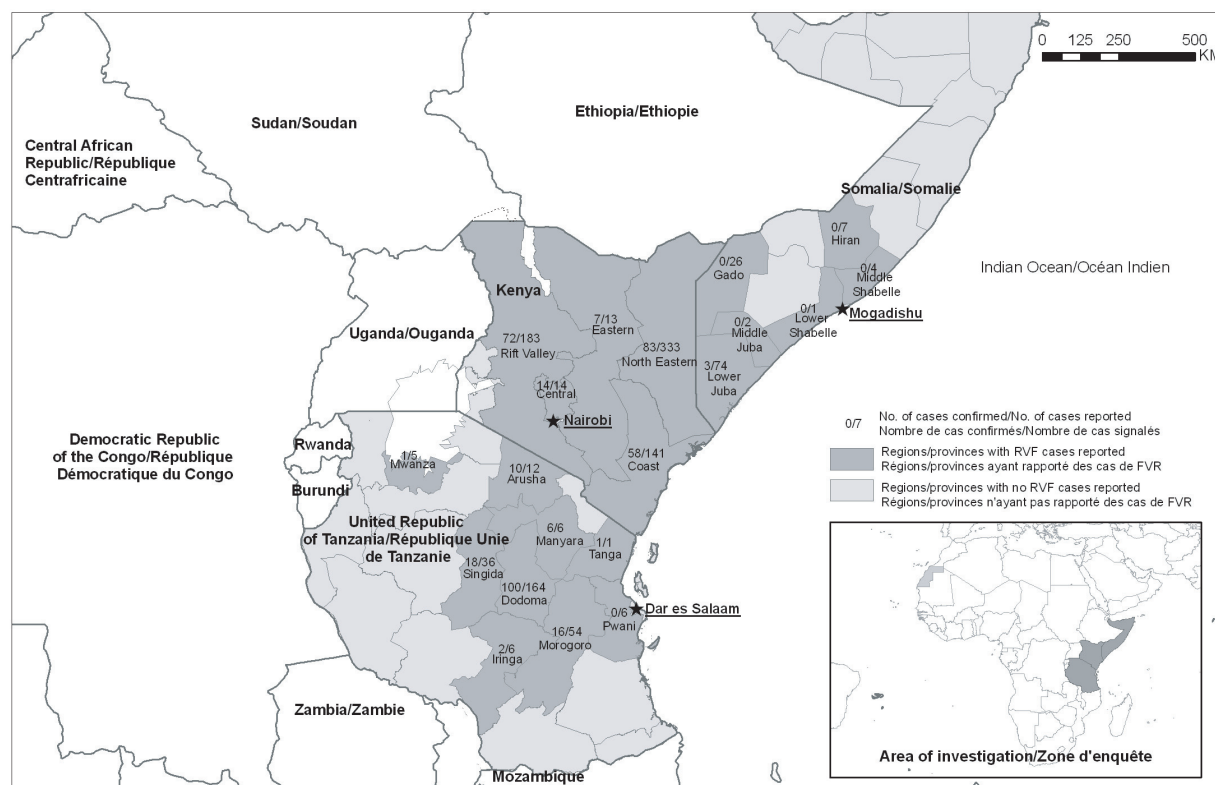 0 125 250 500
KM
Ethiopia/Ethiopie
Sudan/Soudan
Central African
Republic/République
Centrafricaine
Somalia/Somalie
0/7
Hiran
0/26
Gado
0/4
Middle
Shabelle
Indian Ocean/Océan Indien
Kenya
0/1
Lower
Shabelle
Mogadishu
7/13
Eastern
0/2
Middle
Juba
Uganda/Ouganda
72/183
Rift Valley
83/333
North Eastern
3/74
Lower
Juba
14/14
Central
Nairobi
0/7
No. of cases confirmed/No. of cases reported
Nombre de cas confirmés/Nombre de cas signalés
Regions/provinces with RVF cases reported
Régions/provinces ayant rapporté des cas de FVR
Regions/provinces with no RVF cases reported
Régions/provinces n'ayant pas rapporté des cas de FVR
Democratic Republic
of the Congo/République
Démocratique du Congo
Rwanda
Burundi
1/5
Mwanza
58/141
Coast
10/12
Arusha
United Republic
of Tanzania/République Unie
de Tanzanie
6/6
Manyara
1/1
Tanga
18/36
Singida
100/164
Dodoma
0/6
Pwani
Dar es Salaam
16/54
Morogoro
2/6
Iringa
Zambia/Zambie
Mozambique
Area of investigation/Zone d'enquête